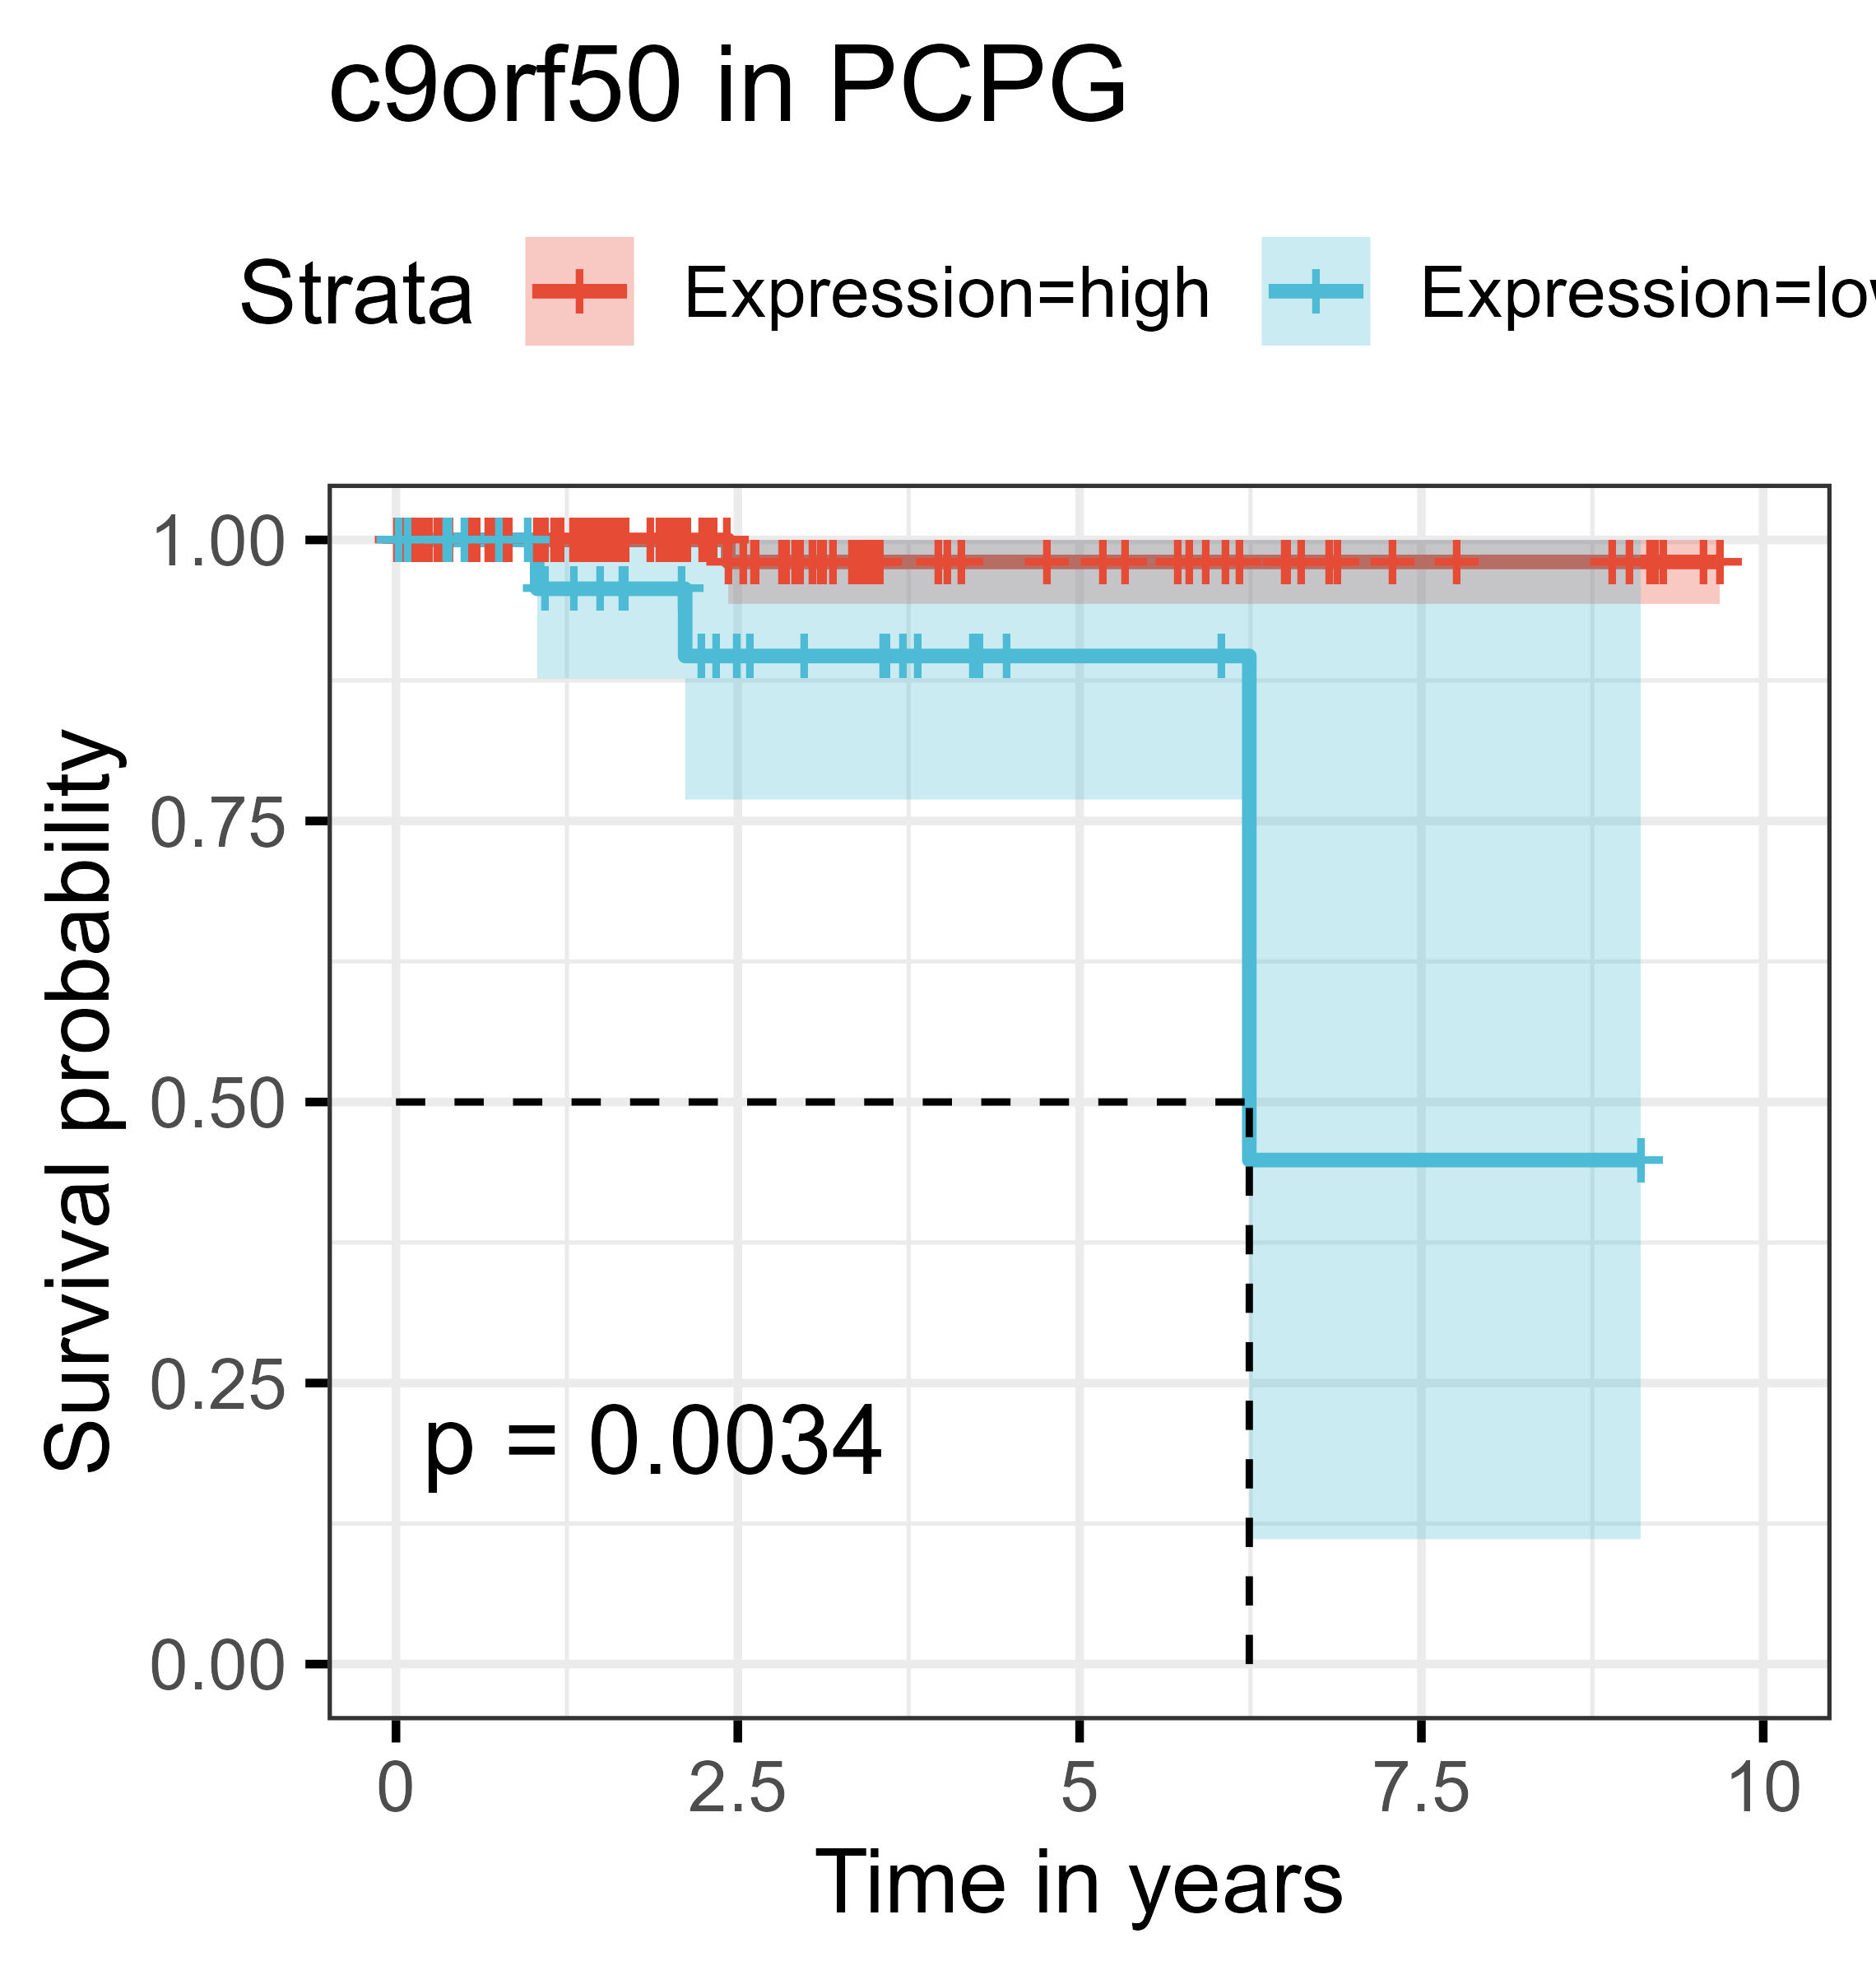 c9orf50 in PCPG
Strata Expression=high Expression=lov
Survival probability
1.00
0.75
0.50
0.25
0.00
p = 0.0034
0 2.5 5 7.5 10
Time in years